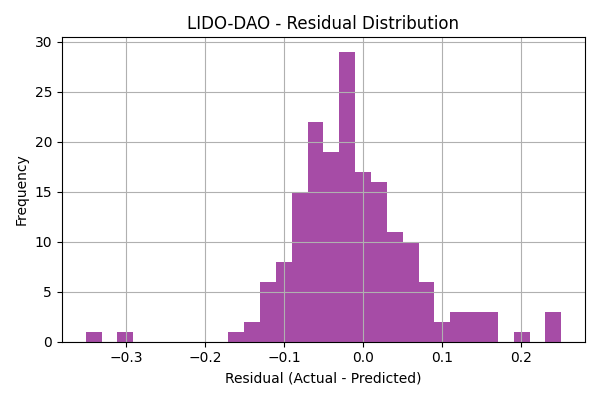 LIDO-DAO - Residual Distribution
30
25
20
15
10
5
0
Frequency
−0.3 −0.2 −0.1 0.0 0.1 0.2
Residual (Actual - Predicted)